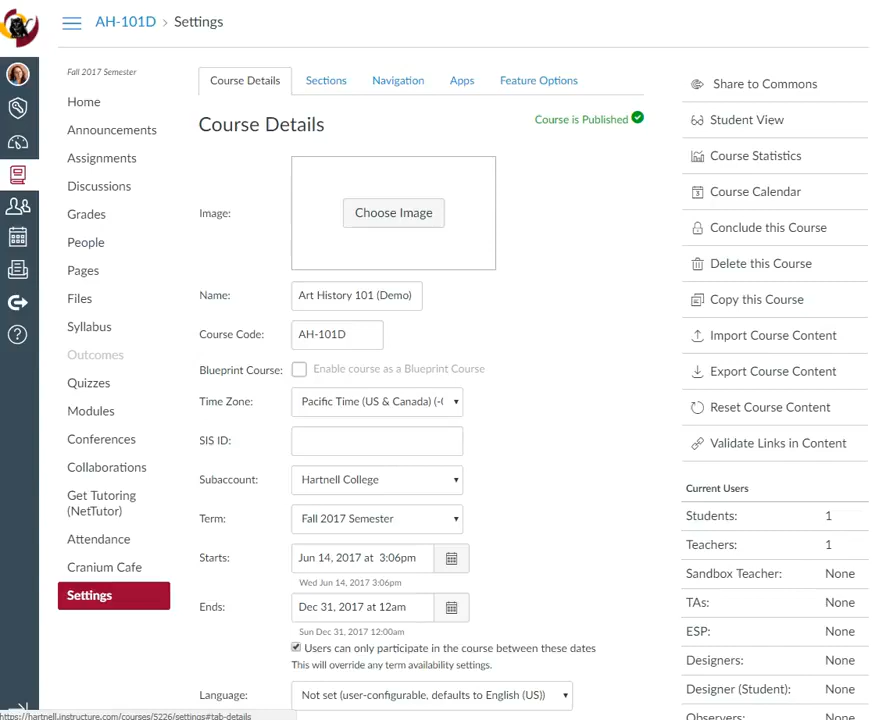 AH-101D › Settings
Fall 2017 Semester
Home
Announcements
Assignments
Discussions
Grades
People
Pages
Files
Syllabus
Outcomes
Quizzes
Modules
Conferences
Collaborations
Get Tutoring
(NetTutor)
Attendance
Cranium Cafe
Settings
Course Details Sections Navigation Apps Feature Options
Course Details
Course is Published
Image:
Choose Image
Name: Art History 101 (Demo)
Course Code: AH-101D
Blueprint Course: Enable course as a Blueprint Course
Time Zone: Pacific Time (US & Canada) (-0
SIS ID:
Subaccount: Hartnell College
Term: Fall 2017 Semester
Starts: Jun 14, 2017 at 3:06pm
Wed Jun 14, 2017 3:06pm
Ends: Dec 31, 2017 at 12am
Sun Dec 31, 2017 12:00am
Users can only participate in the course between these dates
This will override any term availability settings.
Language: Not set (user-configurable, defaults to English (US))
Share to Commons
Student View
Course Statistics
3 Course Calendar
Conclude this Course
Delete this Course
Copy this Course
Import Course Content
Export Course Content
Reset Course Content
Validate Links in Content
Current Users
Students: 1
Teachers: 1
Sandbox Teacher: None
TAs: None
ESP: None
Designers: None
Designer (Student): None
Observers: None
https://hartnell.instructure.com/courses/5226/settings#tab-details